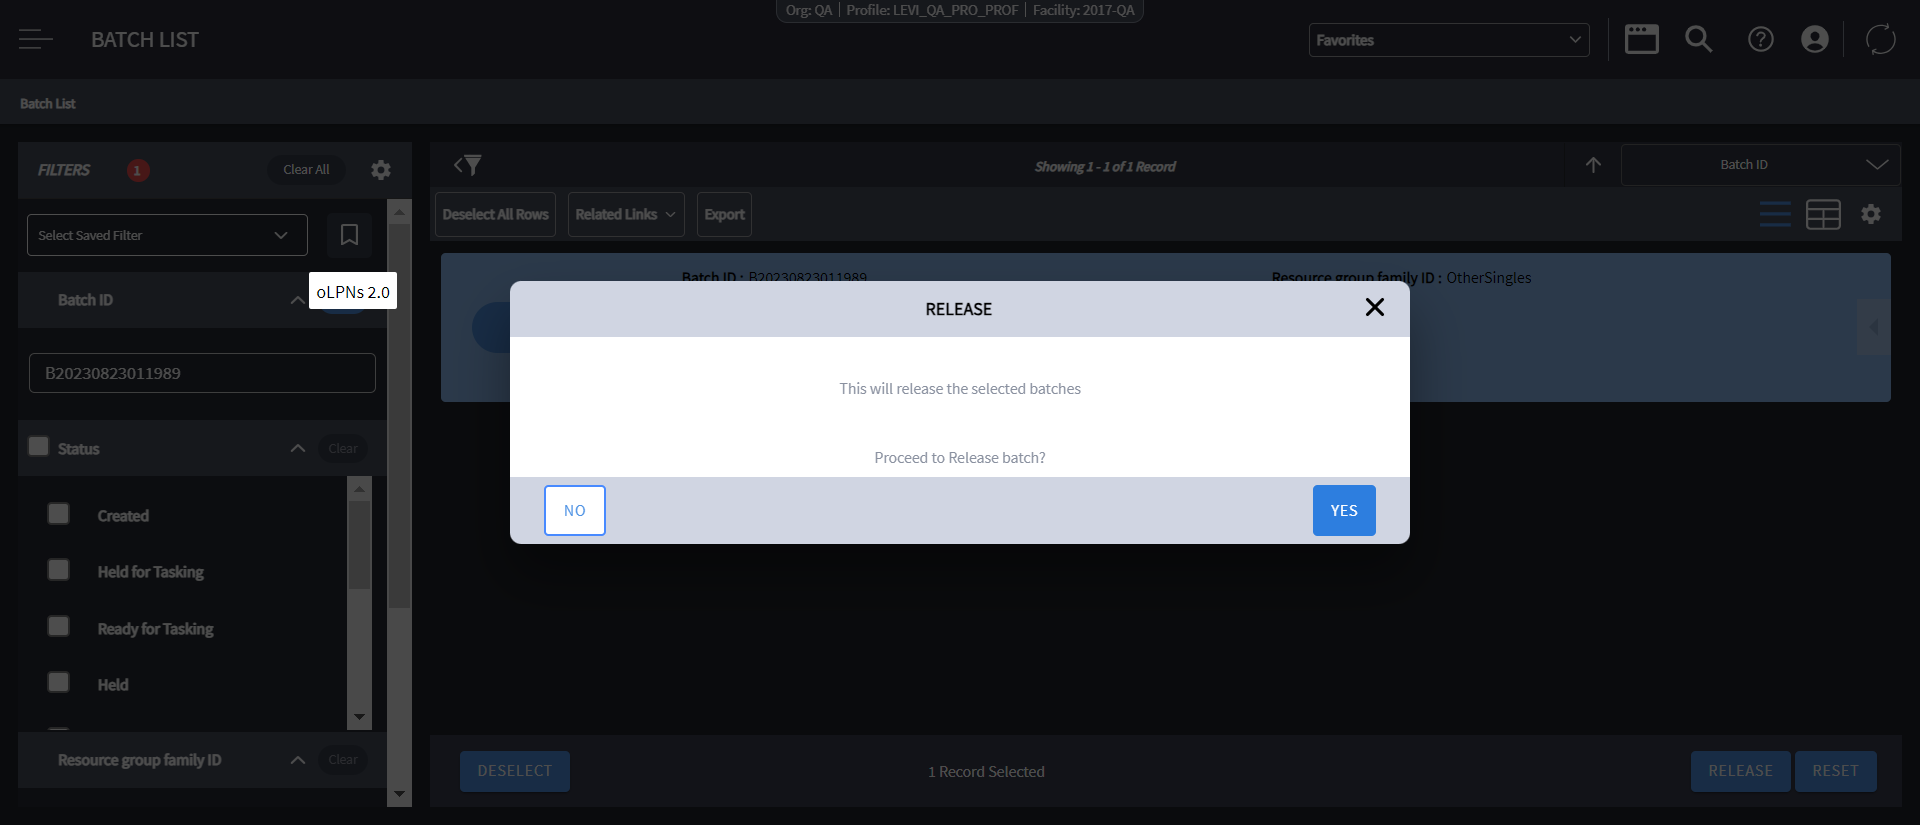 Org: QA | Profile: LEVI_QA_PRO_PROF | Facility: 2017-QA
BATCH LIST
Favorites
Batch List
FILTERS 1 Clear All
Select Saved Filter
oLPNs 2.0
Batch ID
B20230823011989
Status Clear
Created
Held for Tasking
Ready for Tasking
Held
Resource group family ID Clear
Showing 1 - 1 of 1 Record
Batch ID
Deselect All Rows Related Links Export
Batch ID : B20230823011989 Resource group family ID : OtherSingles
RELEASE
This will release the selected batches
Proceed to Release batch?
NO YES
DESELECT 1 Record Selected RELEASE RESET